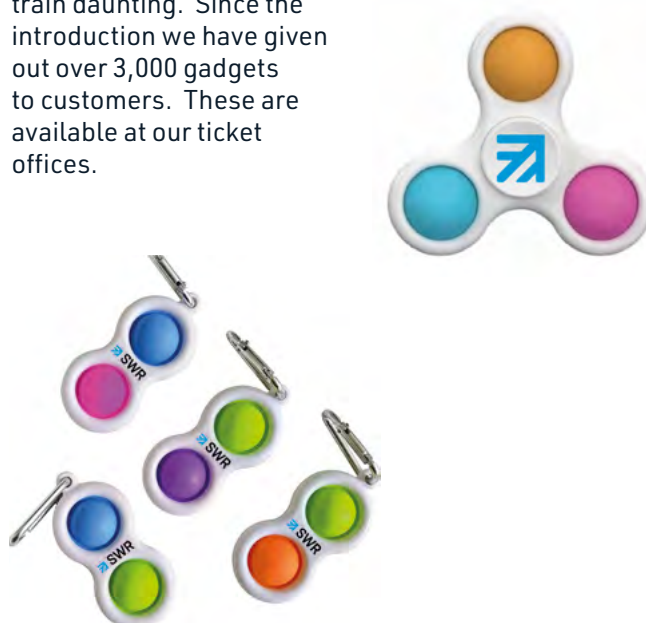 train daunting.  Since the
introduction we have given
out over 3,000 gadgets
to customers.  These are
available at our ticket
offices.
SWR
SWR
SWR
SWR